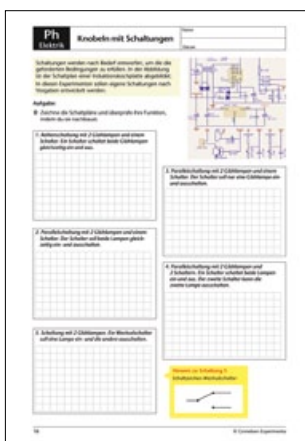 Ph
Elektrik
Knobeln mit Schaltungen
Name
Datum
Schaltungen werden nach Bedarf entworfen, um die
geforderten Bedingungen zu erfüllen. In der Abbildung
ist der Schaltplan einer Induktionskochplatte abgebildet.
In diesen Experimenten sollen eigene Schaltungen nach
Vorgaben entwickelt werden.
Aufgabe:
Zeichne die Schaltpläne und überprüfe ihre Funktion,
indem du sie nachbaust.
1. Reihenschaltung mit 2 Glühlampen und einem
Schalter. Ein Schalter schaltet beide Glühlampen
gleichzeitig ein und aus.
2. Parallelschaltung mit 2 Glühlampen und einem
Schalter. Der Schalter soll nur eine Glühlampe ein-
und ausschalten.
3. Parallelschaltung mit 2 Glühlampen und einem
Schalter. Der Schalter soll beide Lampen gleich-
zeitig ein- und ausschalten.
4. Parallelschaltung mit 2 Glühlampen und
2 Schaltern. Ein Schalter schaltet beide Lampen
ein und aus. Der zweite Schalter kann die
zweite Lampe ausschalten.
5. Schaltung mit 2 Glühlampen. Ein Wechselschalter
soll eine Lampe ein- und die andere ausschalten.
Hinweis zu Schaltung 5:
Schaltzeichen Wechselschalter
16
© Cornelsen Experimenta